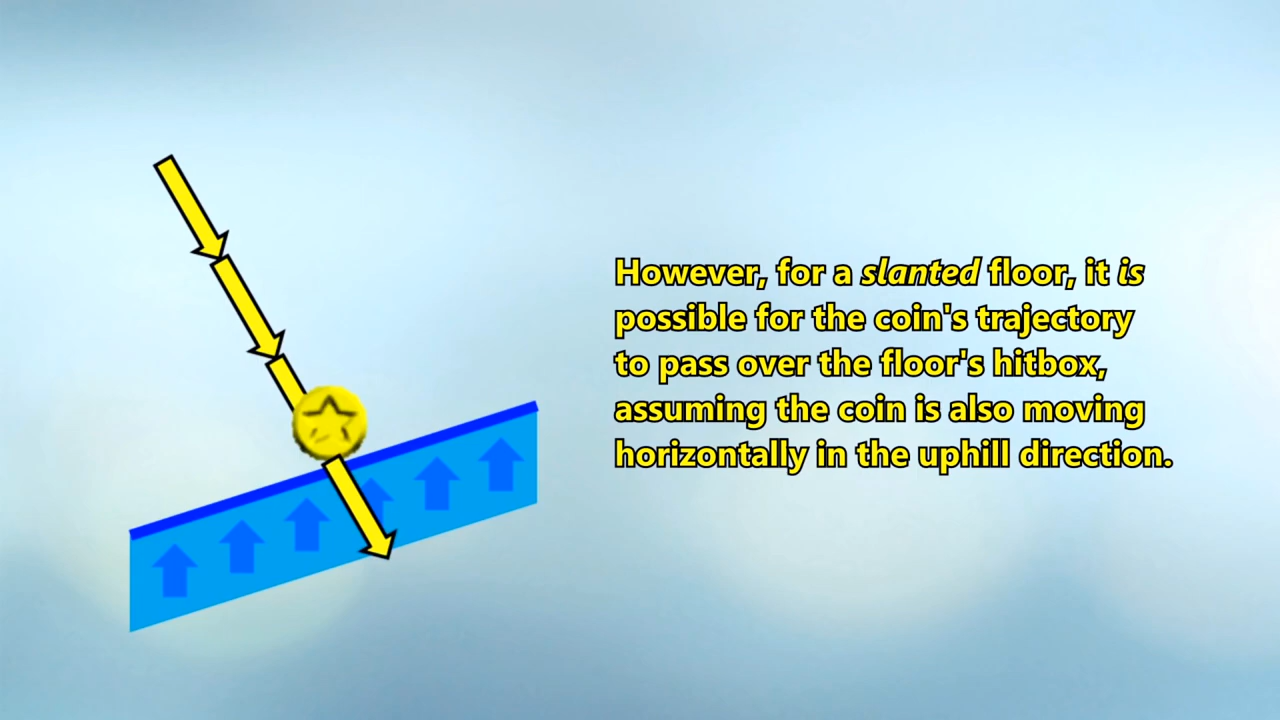 However, for a slanted floor, it is
possible for the coin's trajectory
to pass over the floor's hitbox,
assuming the coin is also moving
horizontally in the uphill direction.